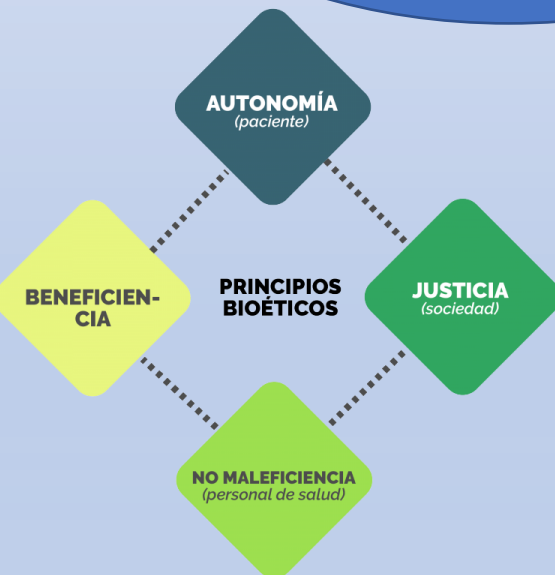 AUTONOMÍA
(paciente)
BENEFICIEN-
CIA
PRINCIPIOS
BIOÉTICOS
JUSTICIA
(sociedad)
NO MALEFICIENCIA
(personal de salud)